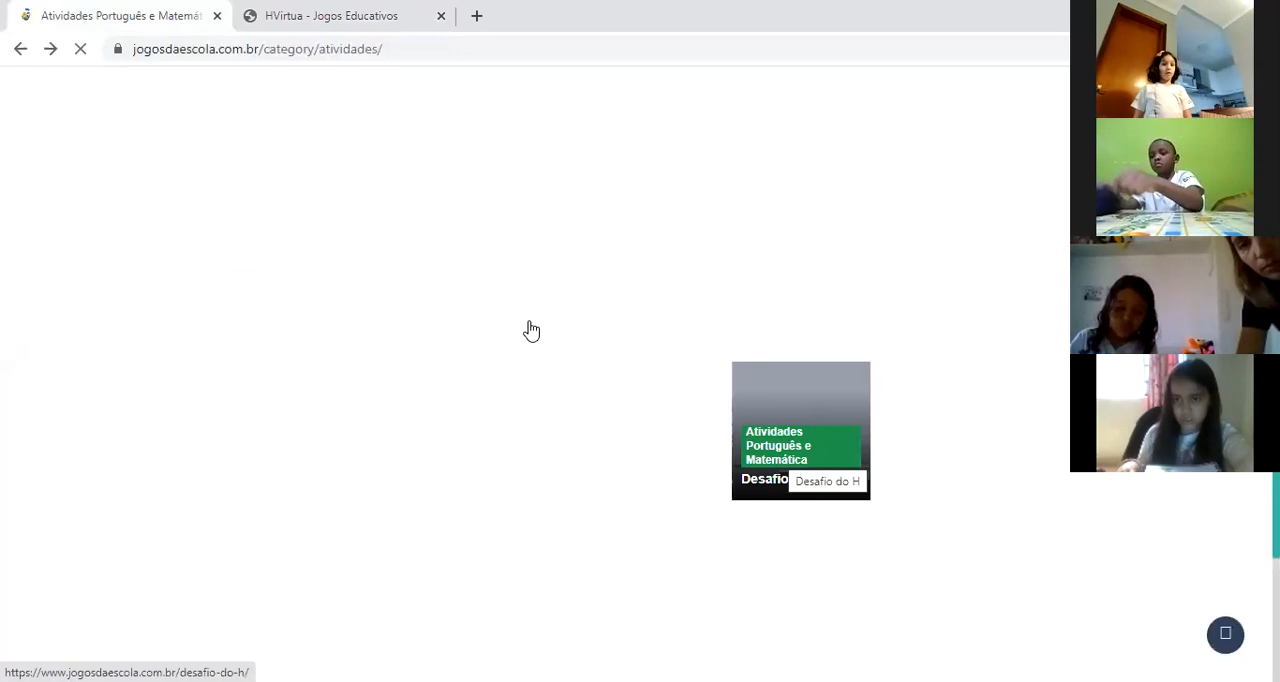 Atividades Português e Matemát
HVirtua - Jogos Educativos
jogosdaescola.com.br/category/atividades/
Atividades
Português e
Matemática
Desafio
Desafio do H
https://www.jogosdaescola.com.br/desafio-do-h/